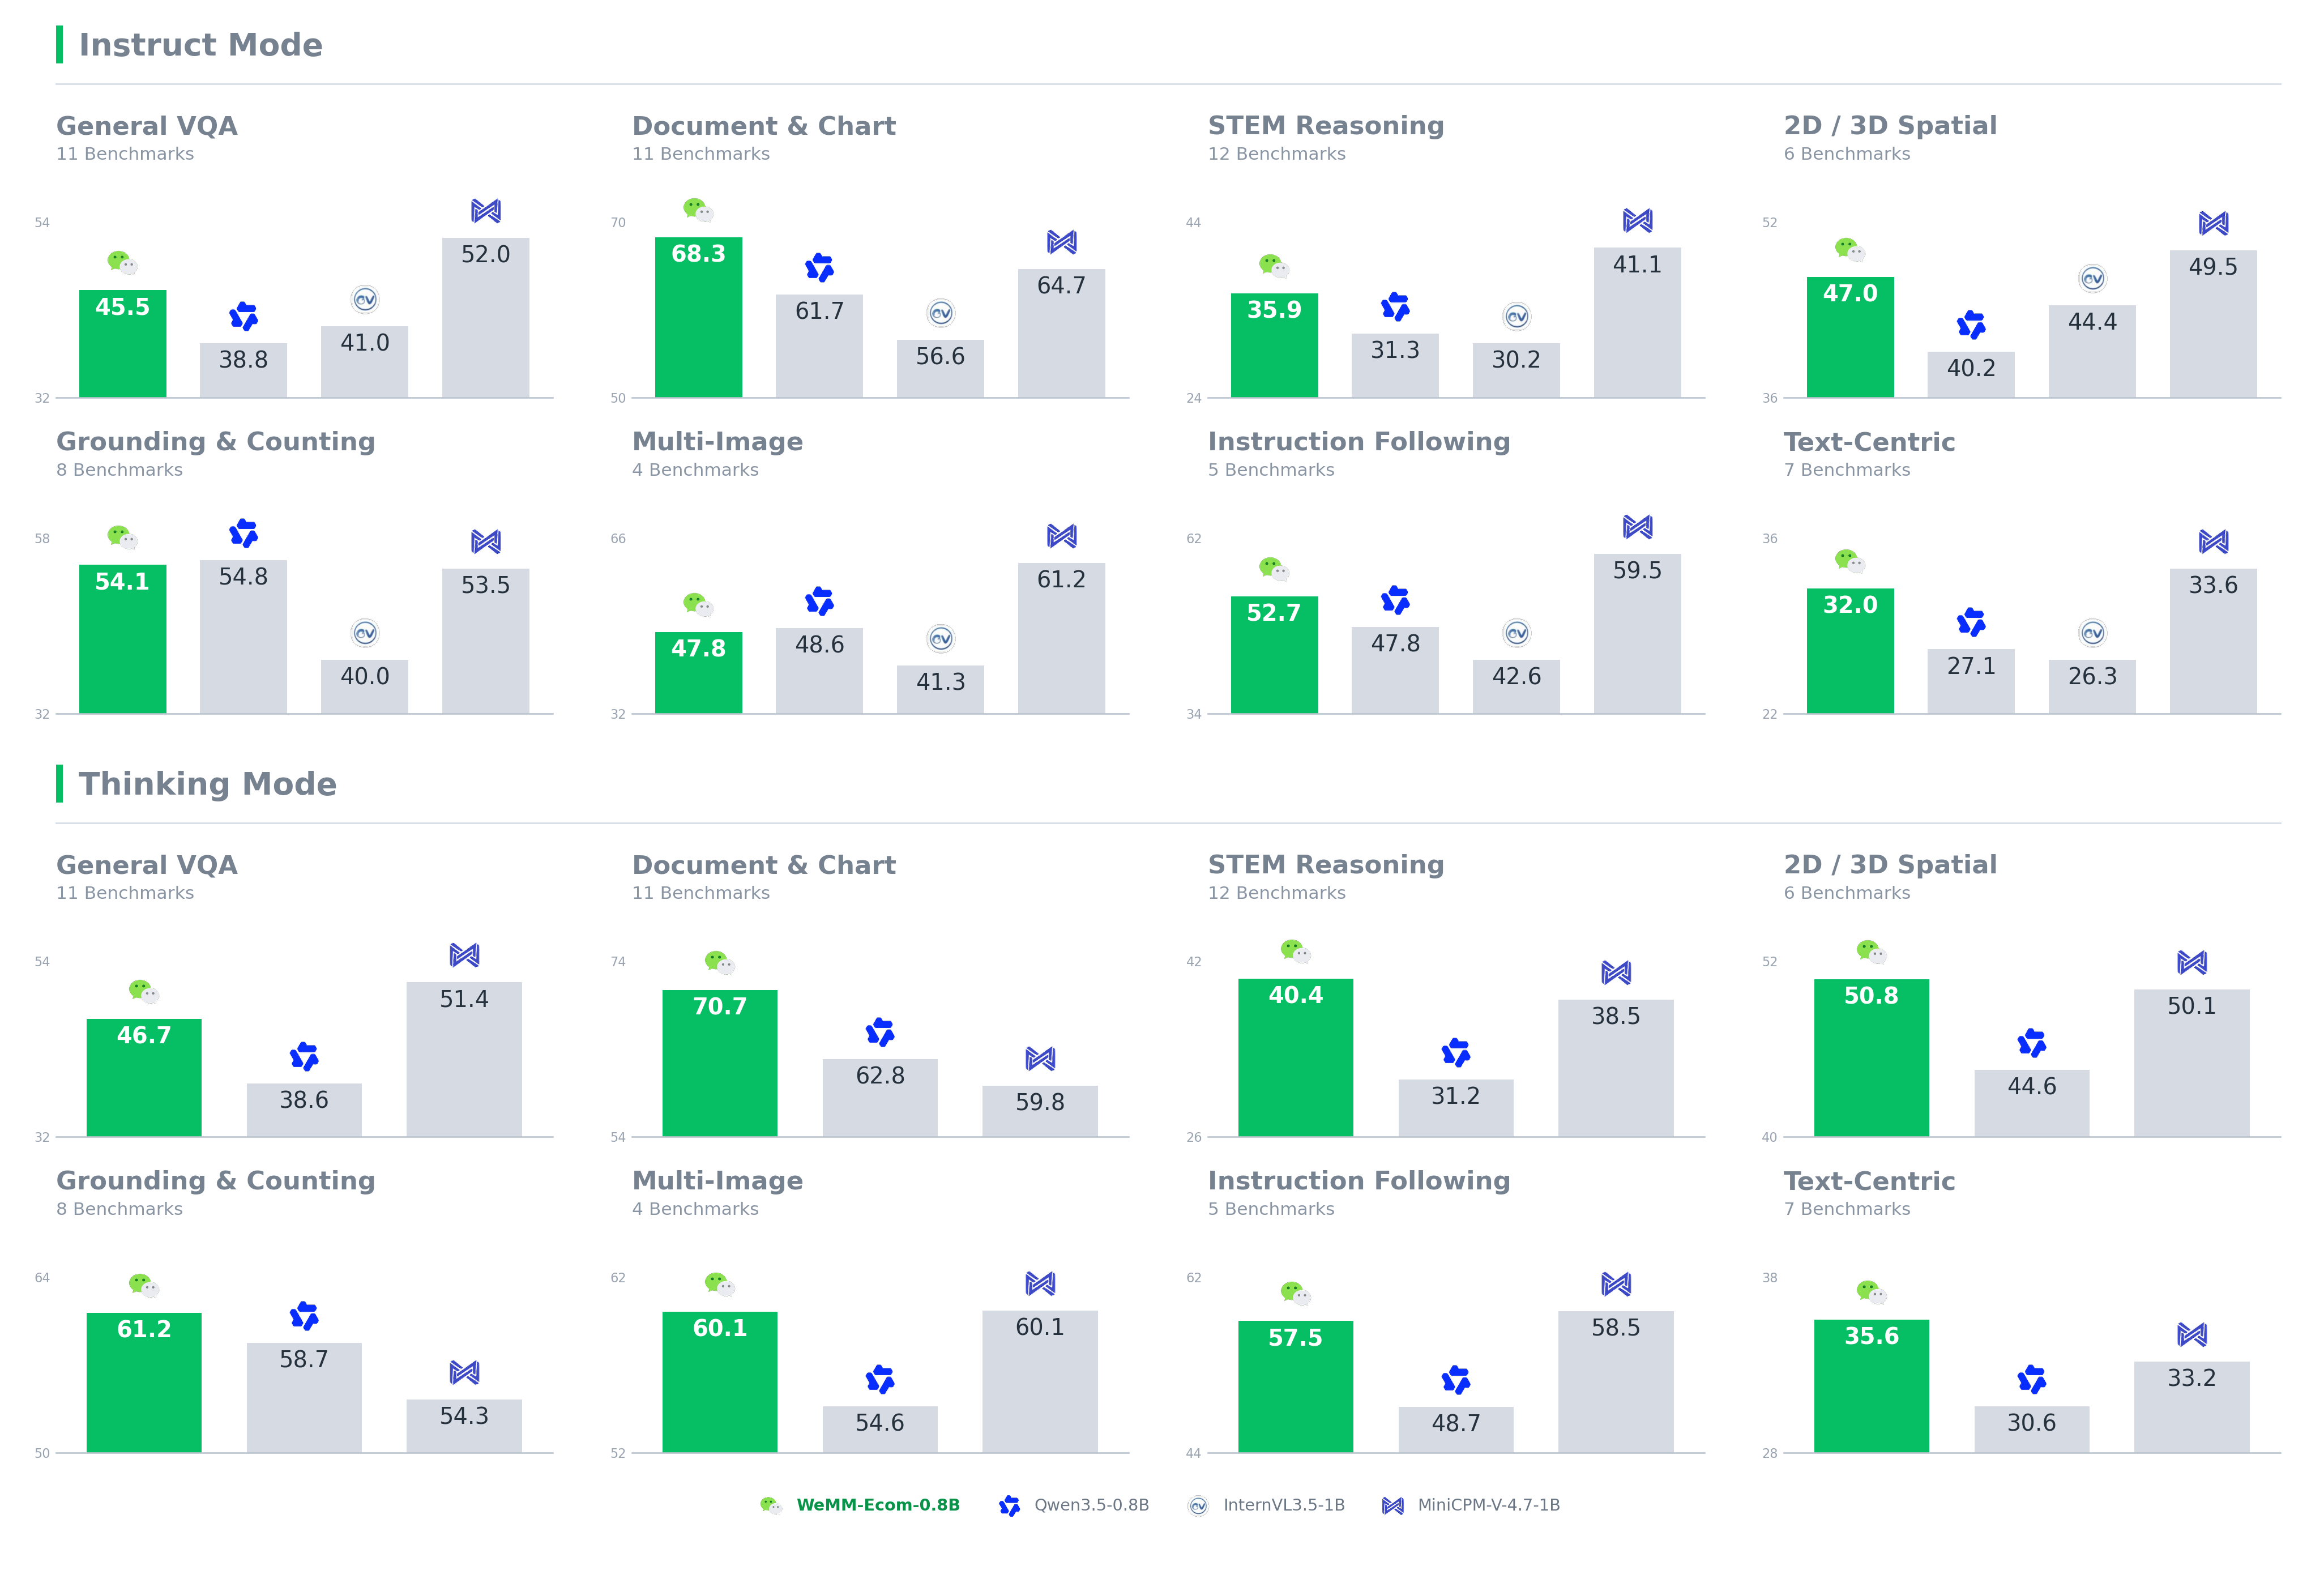 Instruct Mode
General VQA
11 Benchmarks
54
32
45.5
38.8
41.0
52.0
Document & Chart
11 Benchmarks
70
50
68.3
61.7
56.6
64.7
STEM Reasoning
12 Benchmarks
44
24
35.9
31.3
30.2
41.1
2D / 3D Spatial
6 Benchmarks
52
36
47.0
40.2
44.4
49.5
Grounding & Counting
8 Benchmarks
58
32
54.1
54.8
40.0
53.5
Multi-Image
4 Benchmarks
66
32
47.8
48.6
41.3
61.2
Instruction Following
5 Benchmarks
62
34
52.7
47.8
42.6
59.5
Text-Centric
7 Benchmarks
36
22
32.0
27.1
26.3
33.6
Thinking Mode
General VQA
11 Benchmarks
54
32
46.7
38.6
51.4
Document & Chart
11 Benchmarks
74
54
70.7
62.8
59.8
STEM Reasoning
12 Benchmarks
42
26
40.4
31.2
38.5
2D / 3D Spatial
6 Benchmarks
52
40
50.8
44.6
50.1
Grounding & Counting
8 Benchmarks
64
50
61.2
58.7
54.3
Multi-Image
4 Benchmarks
62
52
60.1
54.6
60.1
Instruction Following
5 Benchmarks
62
44
57.5
48.7
58.5
Text-Centric
7 Benchmarks
38
28
35.6
30.6
33.2
WeMM-Ecom-0.8B
Qwen3.5-0.8B
InternVL3.5-1B
MiniCPM-V-4.7-1B